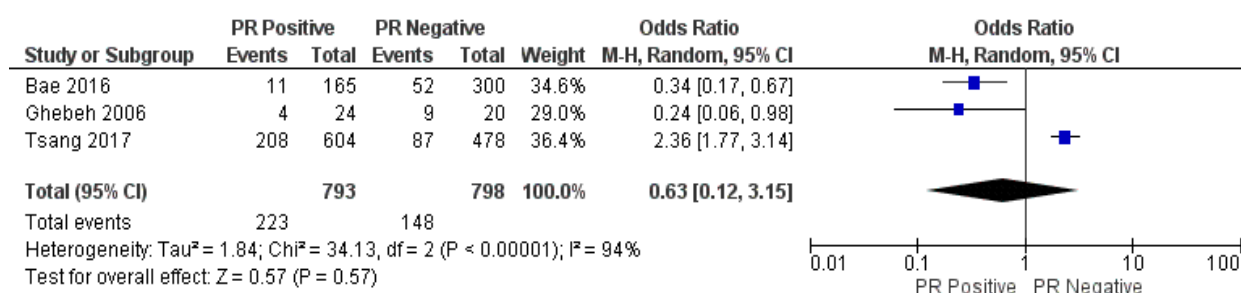 PR Positive PR Negative Odds Ratio Odds Ratio
Study or Subgroup Events Total Events Total Weight M-H, Random, 95% CI M-H, Random, 95% CI
Bae 2016 11 165 52 300 34.6% 0.34 [0.17, 0.67]
Ghebeh 2006 4 24 9 20 29.0% 0.24 [0.06, 0.98]
Tsang 2017 208 604 87 478 36.4% 2.36 [1.77, 3.14]
Total (95% CI) 793 798 100.0% 0.63 [0.12, 3.15]
Total events 223 148
Heterogeneity: Tau² = 1.84; Chi² = 34.13, df = 2 (P < 0.00001); I² = 94%
Test for overall effect: Z = 0.57 (P = 0.57)
0.01 0.1 1 10 100
PR Positive PR Negative